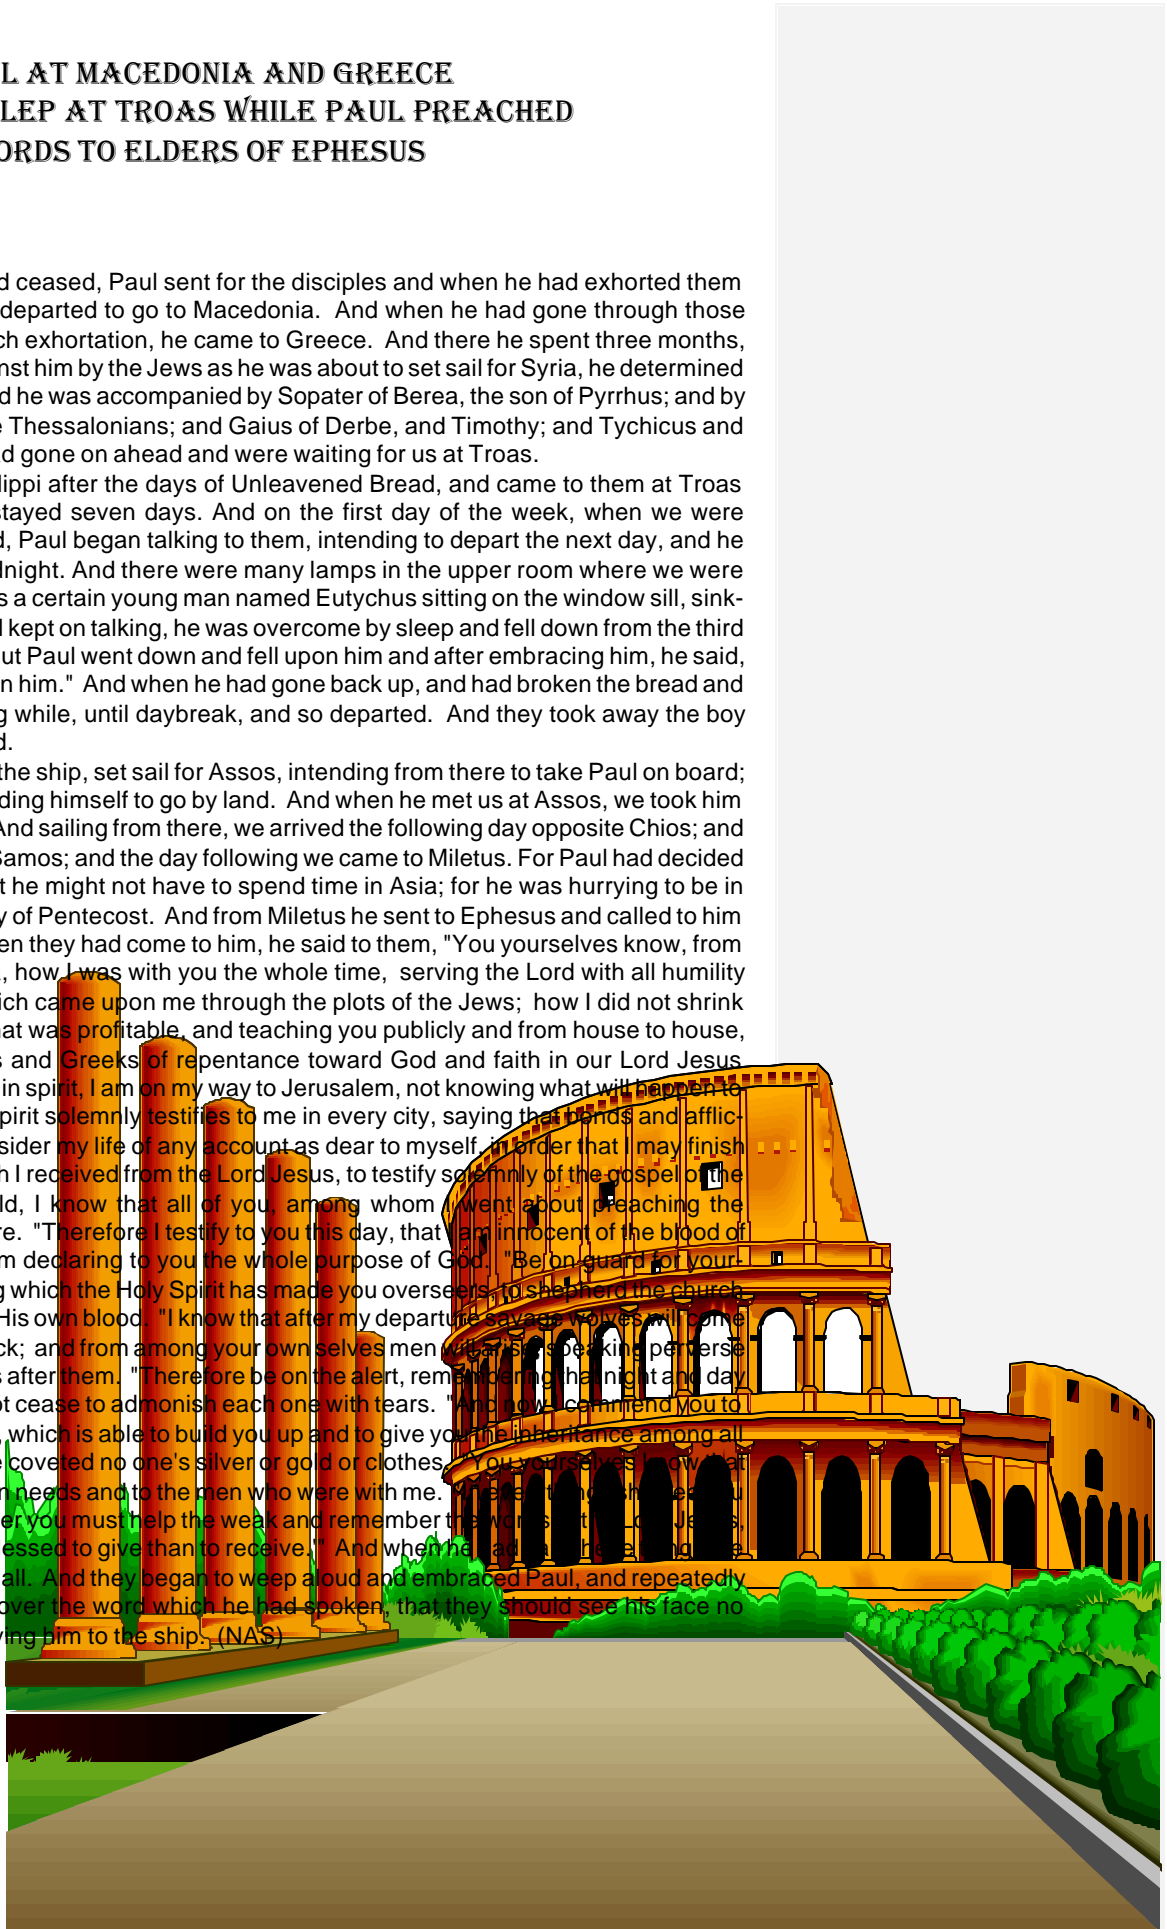 L AT MACEDONIA AND GREECE
LEP AT TROAS WHILE PAUL PREACHED
ORDS TO ELDERS OF EPHESUS
d ceased, Paul sent for the disciples and when he had exhorted them
departed to go to Macedonia. And when he had gone through those
ch exhortation, he came to Greece. And there he spent three months,
nst him by the Jews as he was about to set sail for Syria, he determined
d he was accompanied by Sopater of Berea, the son of Pyrrhus; and by
e Thessalonians; and Gaius of Derbe, and Timothy; and Tychicus and
d gone on ahead and were waiting for us at Troas.
lippi after the days of Unleavened Bread, and came to them at Troas
stayed seven days. And on the first day of the week, when we were
d, Paul began talking to them, intending to depart the next day, and he
dnight. And there were many lamps in the upper room where we were
s a certain young man named Eutychus sitting on the window sill, sink-
l kept on talking, he was overcome by sleep and fell down from the third
ut Paul went down and fell upon him and after embracing him, he said,
n him." And when he had gone back up, and had broken the bread and
g while, until daybreak, and so departed. And they took away the boy
d.
the ship, set sail for Assos, intending from there to take Paul on board;
ding himself to go by land. And when he met us at Assos, we took him
And sailing from there, we arrived the following day opposite Chios; and
Samos; and the day following we came to Miletus. For Paul had decided
t he might not have to spend time in Asia; for he was hurrying to be in
y of Pentecost. And from Miletus he sent to Ephesus and called to him
en they had come to him, he said to them, "You yourselves know, from
, how I was with you the whole time, serving the Lord with all humility
ich came upon me through the plots of the Jews; how I did not shrink
hat was profitable, and teaching you publicly and from house to house,
s and Greeks of repentance toward God and faith in our Lord Jesus
in spirit, I am on my way to Jerusalem, not knowing what will happen to
pirit solemnly testifies to me in every city, saying that bonds and afflic-
sider my life of any account as dear to myself, in order that I may finish
h I received from the Lord Jesus, to testify solemnly of the gospel of the
ld, I know that all of you, among whom I went about preaching the
re. "Therefore I testify to you this day, that I am innocent of the blood of
m declaring to you the whole purpose of God. "Be on guard for your-
g which the Holy Spirit has made you overseers, to shepherd the church
His own blood. "I know that after my departure savage wolves will come
ck; and from among your own selves men will arise, speaking perverse
s after them. "Therefore be on the alert, remembering that night and day
ot cease to admonish each one with tears. "And now I commend you to
, which is able to build you up and to give you the inheritance among all
e coveted no one's silver or gold or clothes. "You yourselves know that
n needs and to the men who were with me.
er you must help the weak and remember the words
essed to give than to receive.'" And when he had
all. And they began to weep aloud and embraced Paul, and repeatedly
over the word which he had spoken, that they should see his face no
ying him to the ship. (NAS)